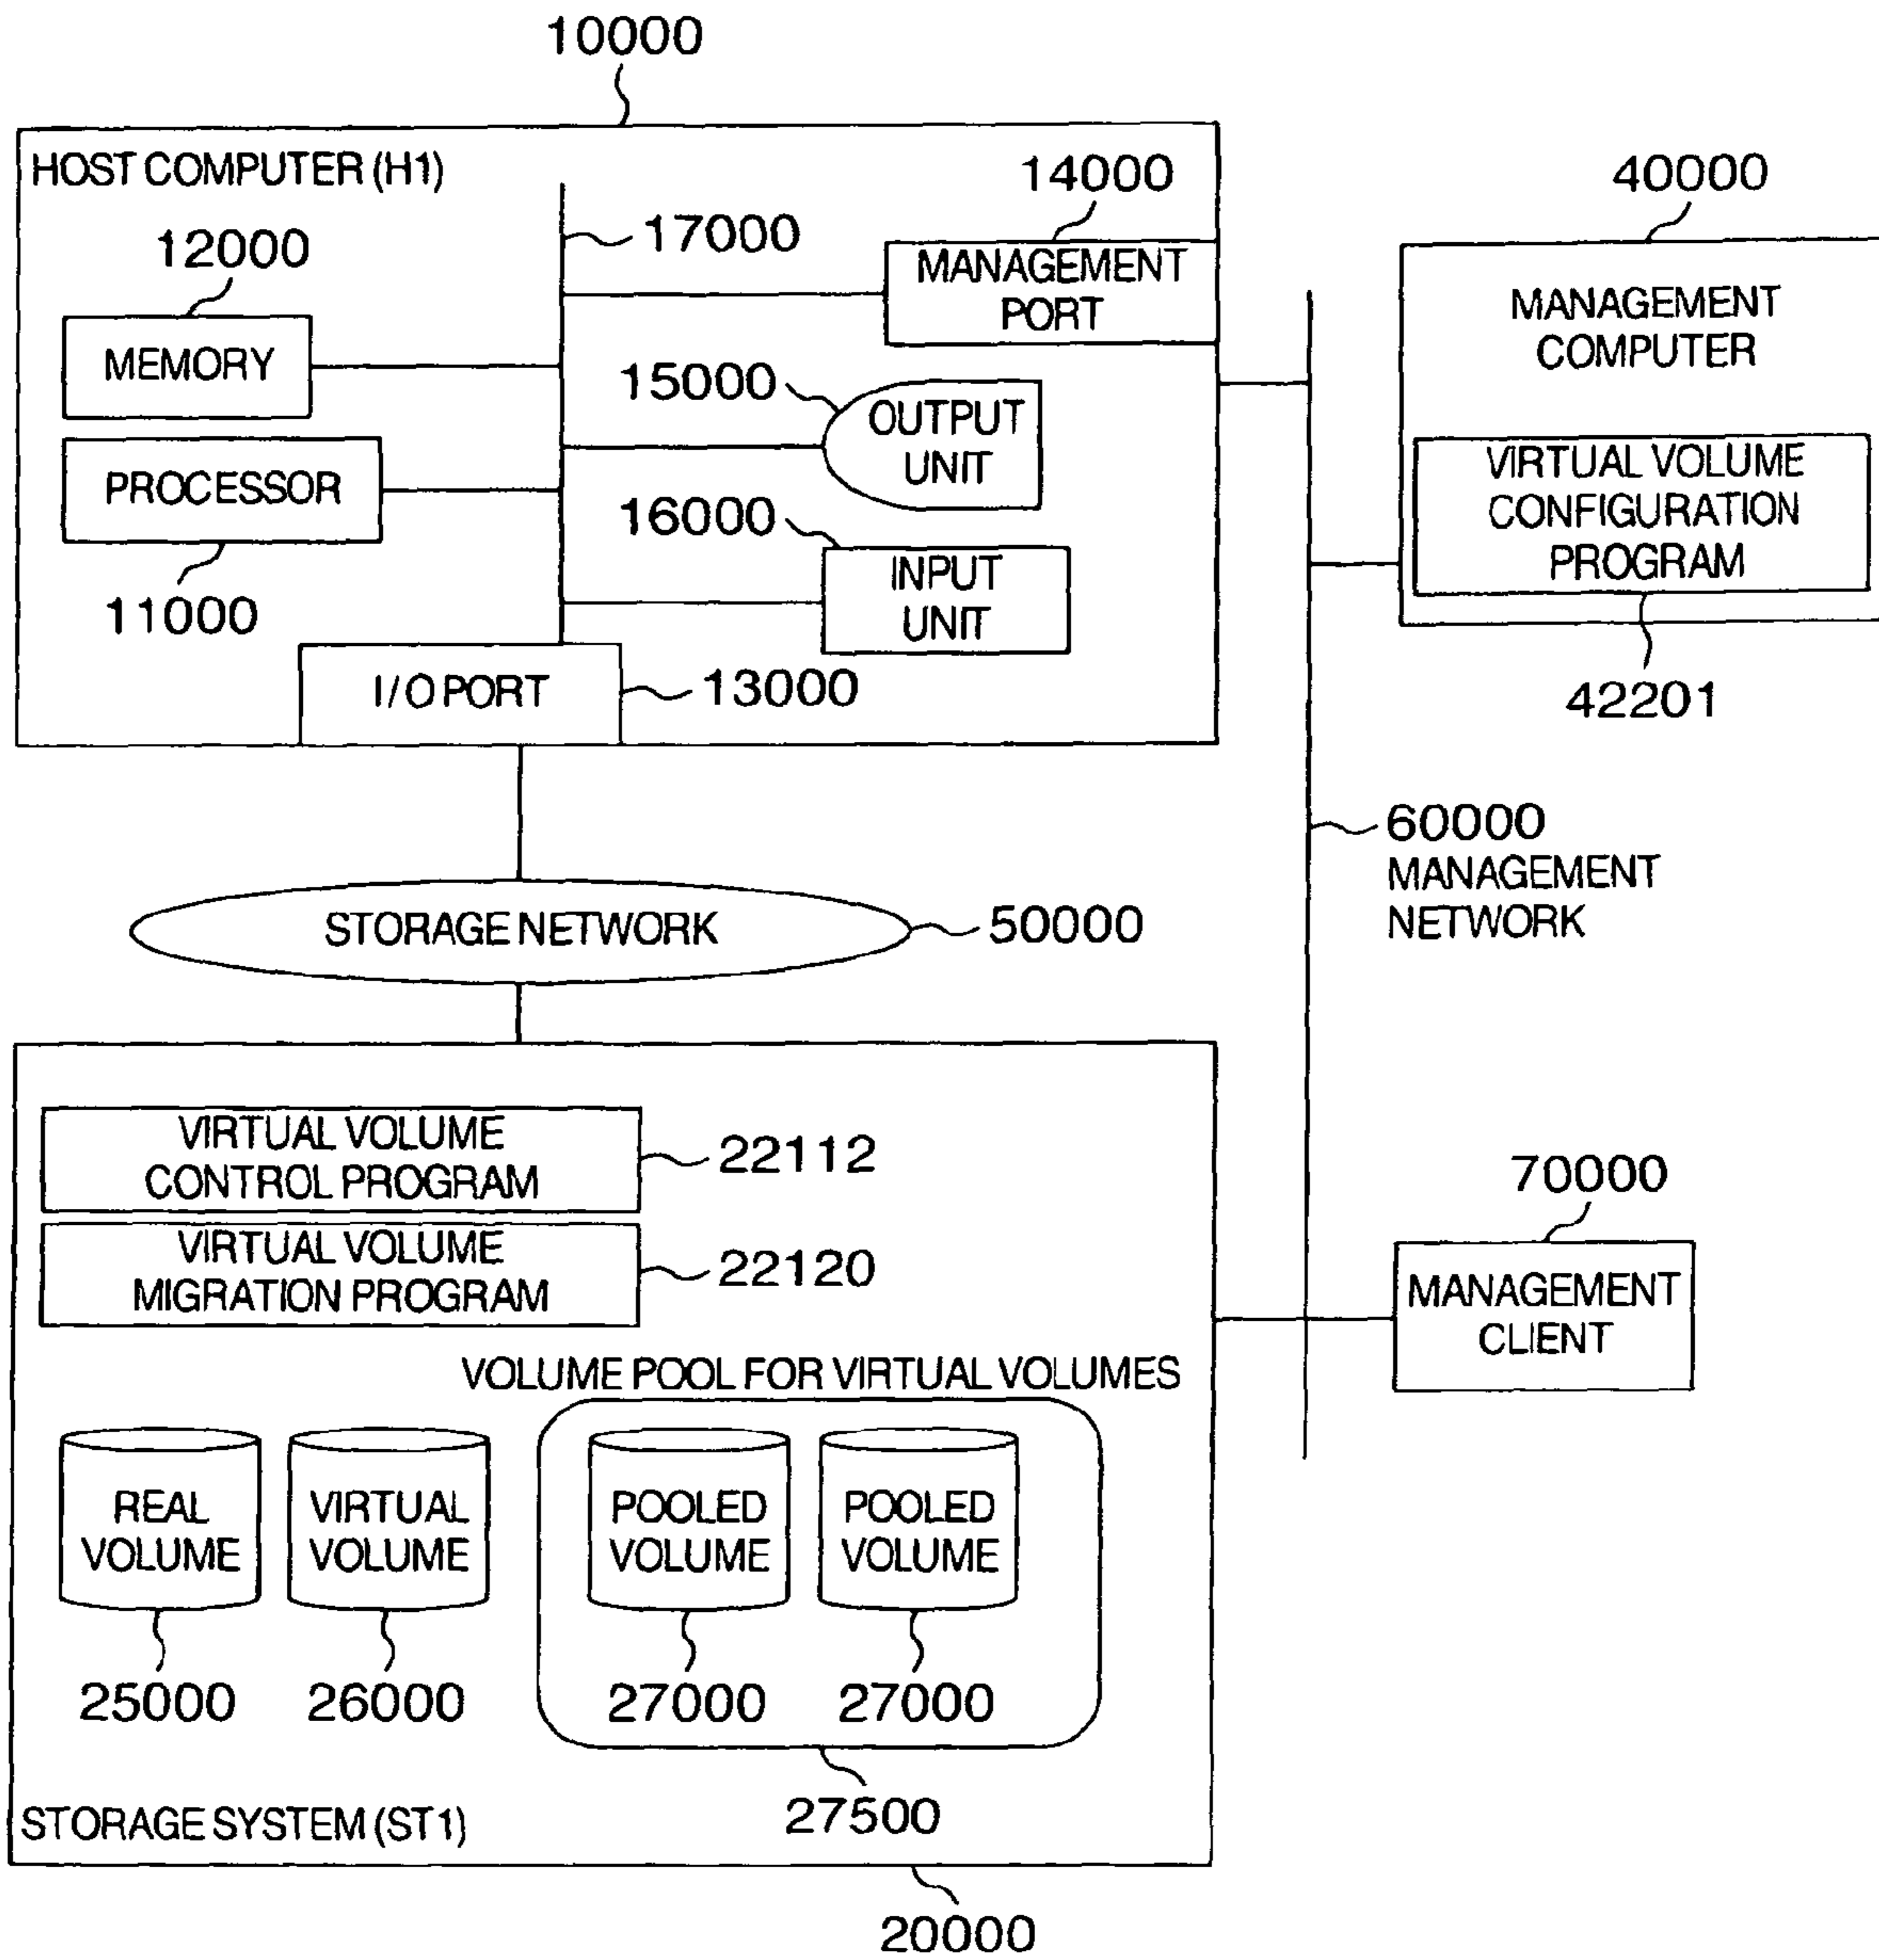 10000
HOST COMPUTER (H1)
14000
40000
17000
12000
MANAGEMENT
PORT
MANAGEMENT
COMPUTER
MEMORY
15000
OUTPUT
UNIT
VIRTUAL VOLUME
CONFIGURATION
PROGRAM
PROCESSOR
16000
INPUT
UNIT
11000
I/O PORT
13000
42201
60000
MANAGEMENT
NETWORK
STORAGE NETWORK
50000
VIRTUAL VOLUME
CONTROL PROGRAM
22112
70000
VIRTUAL VOLUME
MIGRATION PROGRAM
22120
MANAGEMENT
CLIENT
VOLUME POOL FOR VIRTUAL VOLUMES
REAL
VOLUME
VIRTUAL
VOLUME
POOLED
VOLUME
POOLED
VOLUME
25000
26000
27000
27000
27500
STORAGE SYSTEM (ST1)
20000